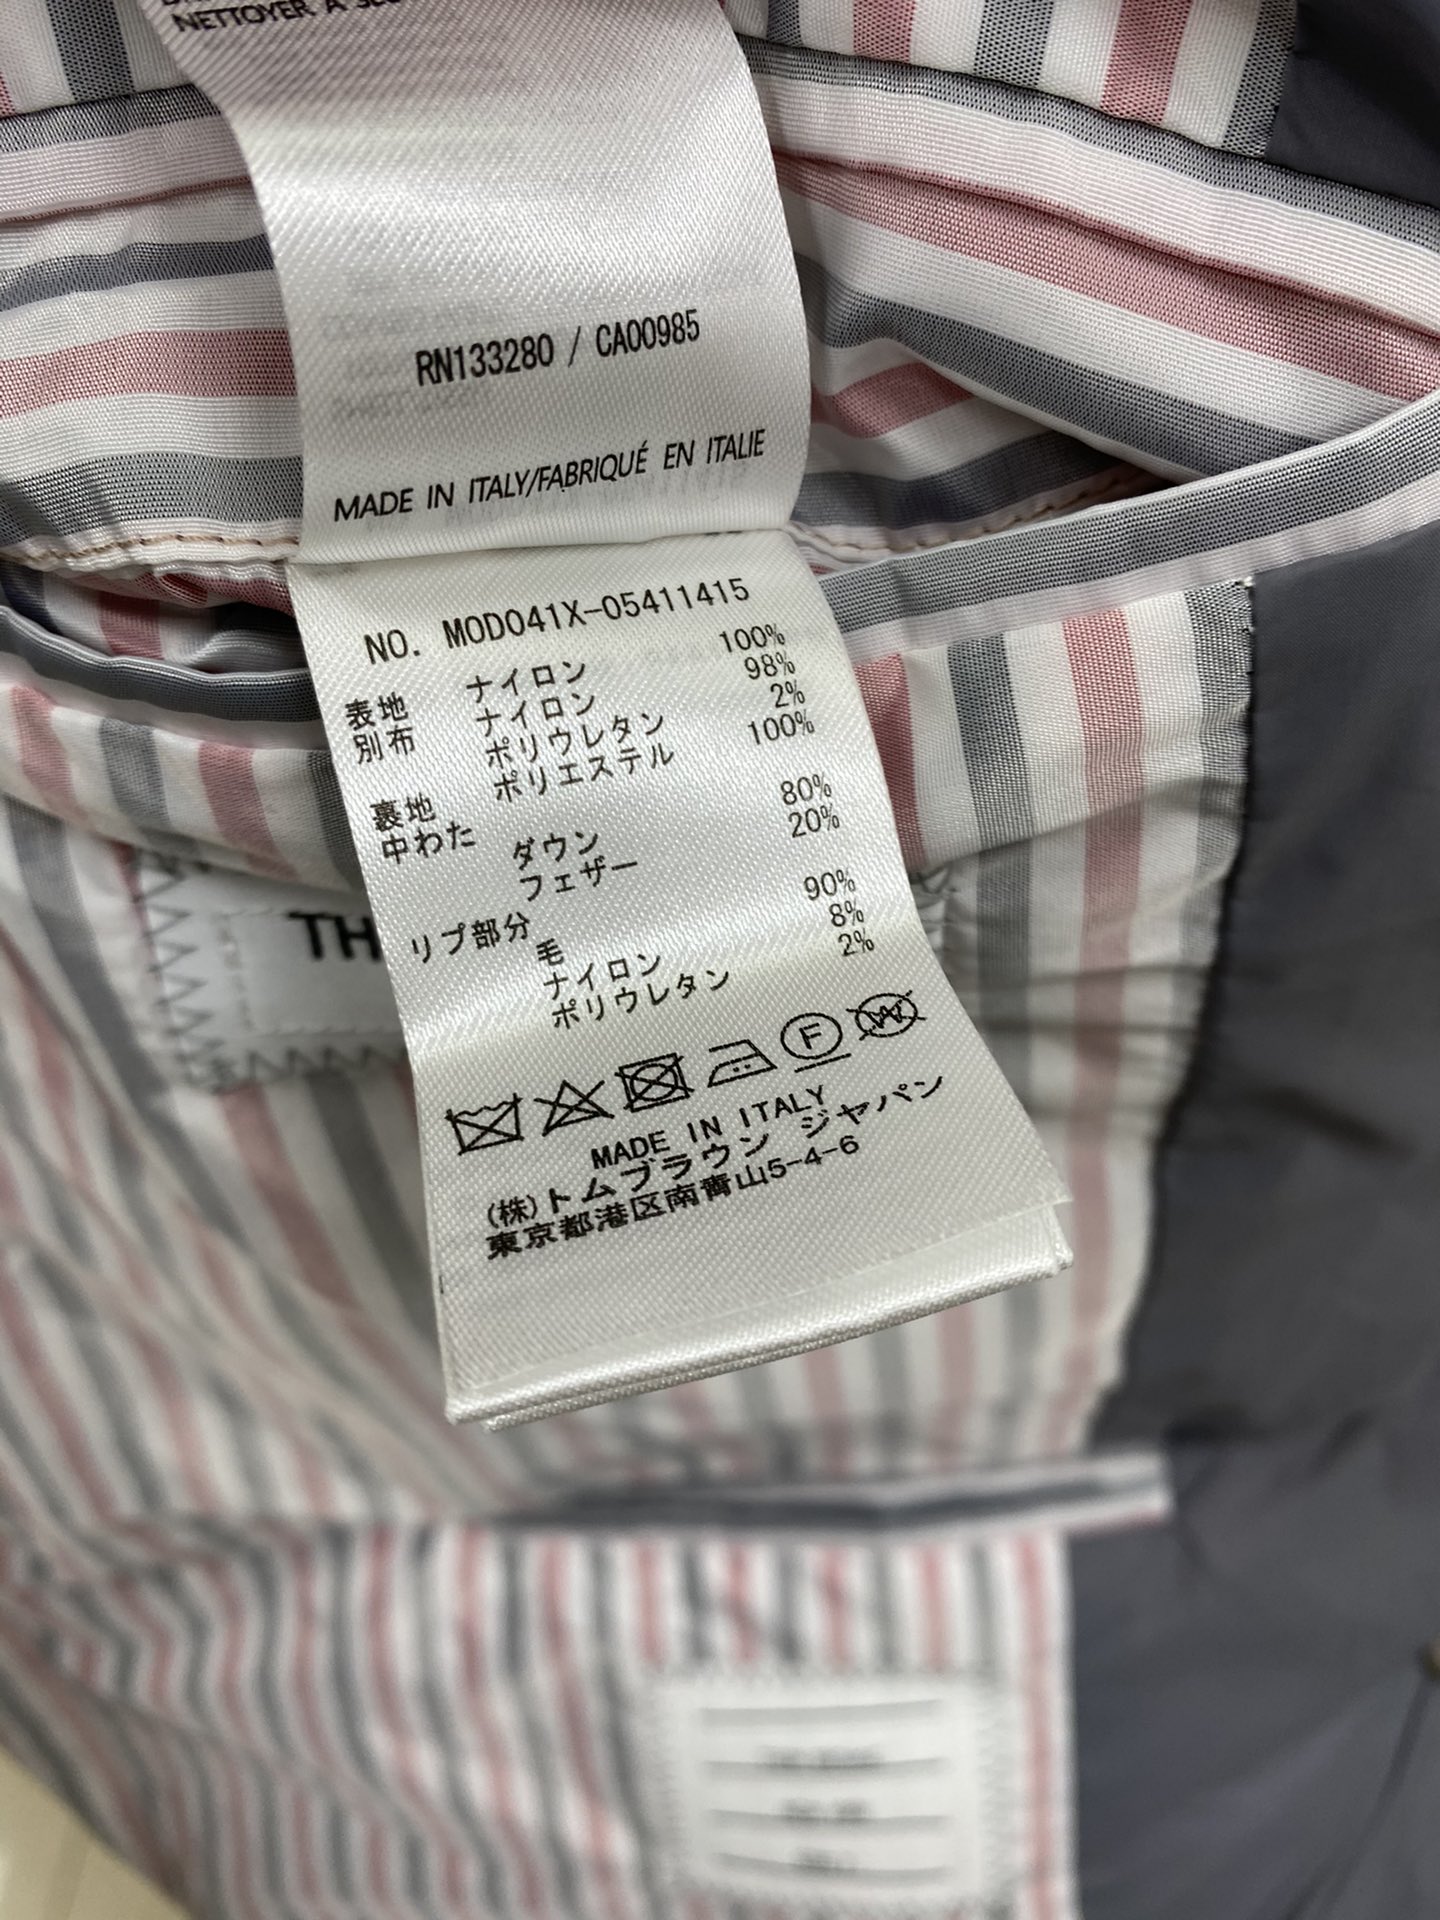 NETTOYER À SEC
RN133280 / CA00985
MADE IN ITALY/FABRIQUÉ EN ITALIE
NO. MOD041X-05411415
表地 ナイロン 100%
別布 ナイロン 98%
ポリウレタン 2%
裏地 ポリエステル 100%
中わた
ダウン 80%
フェザー 20%
リプ部分
毛 90%
ナイロン 8%
ポリウレタン 2%
F W
MADE IN ITALY
(株)トムブラウン ジャパン
東京都港区南青山5-4-6
TH